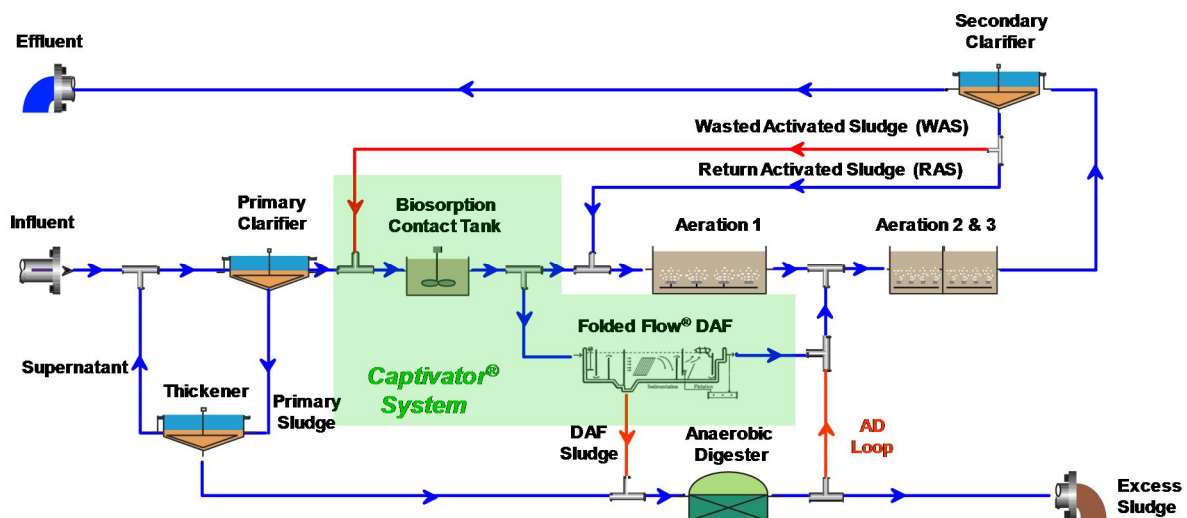 Secondary
Clarifier
Effluent
Wasted Activated Sludge (WAS)
Return Activated Sludge (RAS)
Primary
Clarifier
Biosorption
Contact Tank
Influent
Aeration 1
Aeration 2 & 3
Folded Flow® DAF
Supernatant
Captivator®
System
Thickener
Primary
Sludge
Sedimentation
Flotation
DAF
Sludge
Anaerobic
Digester
AD
Loop
Excess
Sludge